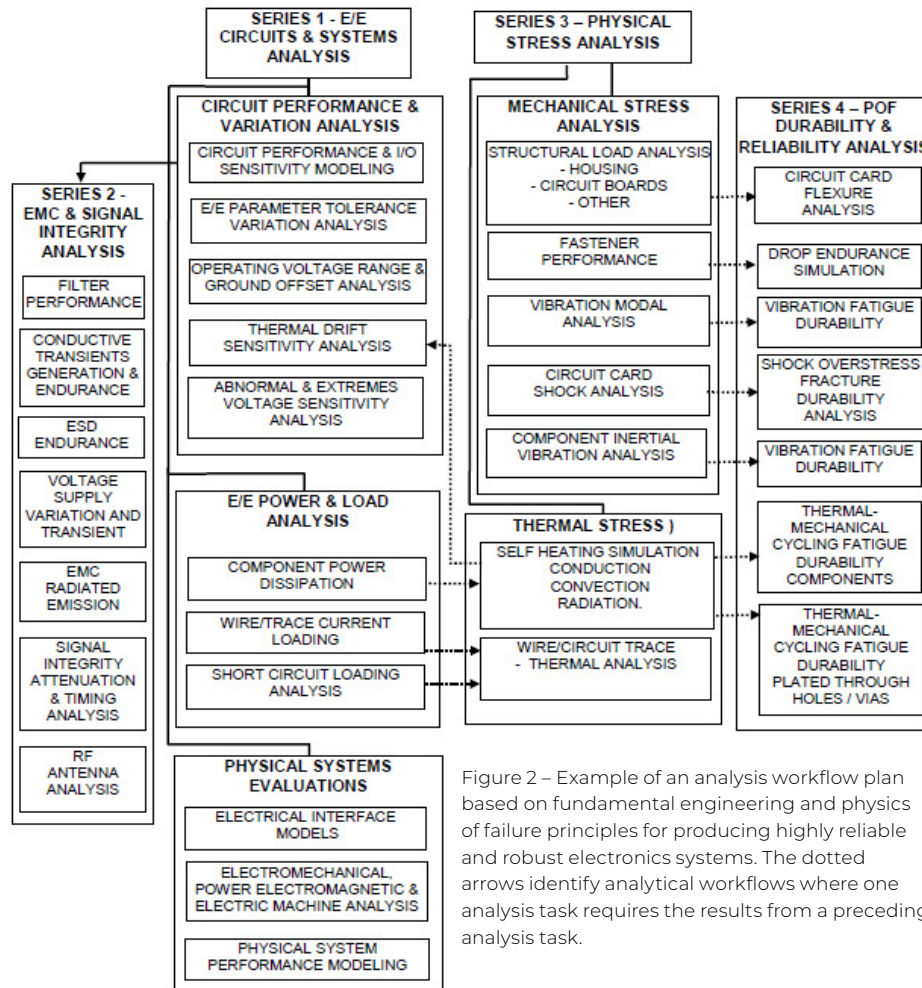 SERIES 1 - E/E
CIRCUITS & SYSTEMS
ANALYSIS
CIRCUIT PERFORMANCE &
VARIATION ANALYSIS
CIRCUIT PERFORMANCE & I/O
SENSITIVITY MODELING
E/E PARAMETER TOLERANCE
VARIATION ANALYSIS
OPERATING VOLTAGE RANGE &
GROUND OFFSET ANALYSIS
THERMAL DRIFT
SENSITIVITY ANALYSIS
ABNORMAL & EXTREMES
VOLTAGE SENSITIVITY
ANALYSIS
SERIES 2 -
EMC & SIGNAL
INTEGRITY
ANALYSIS
FILTER
PERFORMANCE
CONDUCTIVE
TRANSIENTS
GENERATION &
ENDURANCE
ESD
ENDURANCE
VOLTAGE
SUPPLY
VARIATION AND
TRANSIENT
EMC
RADIATED
EMISSION
SIGNAL
INTEGRITY
ATTENUATION
& TIMING
ANALYSIS
RF
ANTENNA
ANALYSIS
E/E POWER & LOAD
ANALYSIS
COMPONENT POWER
DISSIPATION
WIRE/TRACE CURRENT
LOADING
SHORT CIRCUIT LOADING
ANALYSIS
PHYSICAL SYSTEMS
EVALUATIONS
ELECTRICAL INTERFACE
MODELS
ELECTROMECHANICAL,
POWER ELECTROMAGNETIC &
ELECTRIC MACHINE ANALYSIS
PHYSICAL SYSTEM
PERFORMANCE MODELING
SERIES 3 – PHYSICAL
STRESS ANALYSIS
MECHANICAL STRESS
ANALYSIS
STRUCTURAL LOAD ANALYSIS
- HOUSING
- CIRCUIT BOARDS
- OTHER
FASTENER
PERFORMANCE
VIBRATION MODAL
ANALYSIS
CIRCUIT CARD
SHOCK ANALYSIS
COMPONENT INERTIAL
VIBRATION ANALYSIS
THERMAL STRESS )
SELF HEATING SIMULATION
CONDUCTION
CONVECTION
RADIATION.
WIRE/CIRCUIT TRACE
- THERMAL ANALYSIS
SERIES 4 – POF
DURABILITY &
RELIABILITY ANALYSIS
CIRCUIT CARD
FLEXURE
ANALYSIS
DROP ENDURANCE
SIMULATION
VIBRATION FATIGUE
DURABILITY
SHOCK OVERSTRESS
FRACTURE
DURABILITY
ANALYSIS
VIBRATION FATIGUE
DURABILITY
THERMAL-
MECHANICAL
CYCLING FATIGUE
DURABILITY
COMPONENTS
THERMAL-
MECHANICAL
CYCLING FATIGUE
DURABILITY
PLATED THROUGH
HOLES / VIAS
Figure 2 – Example of an analysis workflow plan
based on fundamental engineering and physics
of failure principles for producing highly reliable
and robust electronics systems. The dotted
arrows identify analytical workflows where one
analysis task requires the results from a preceding
analysis task.